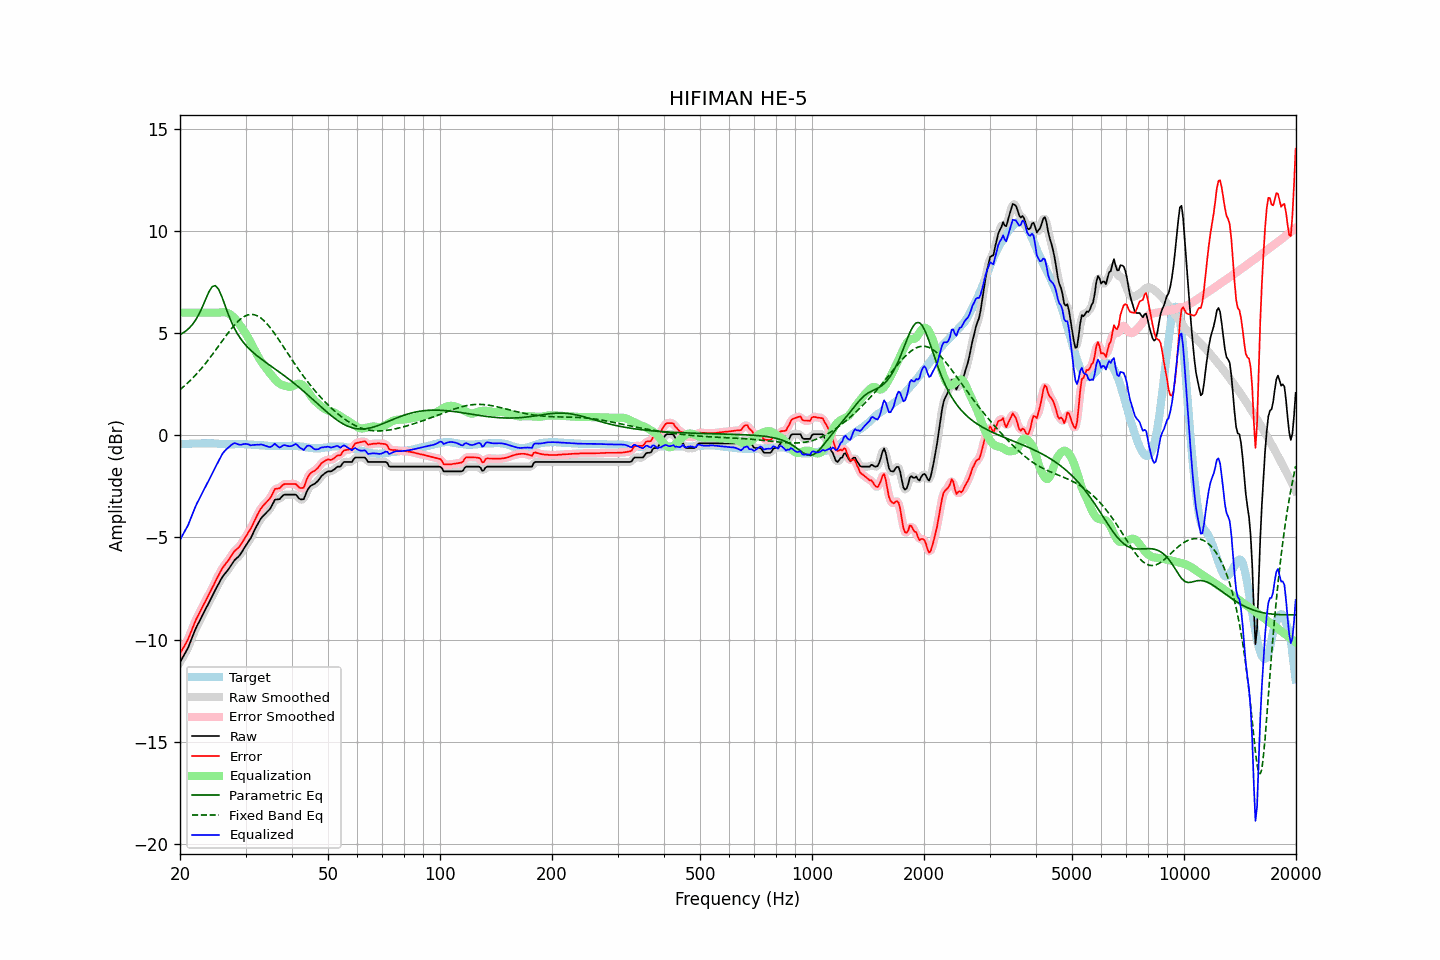 HIFIMAN HE-5
Amplitude (dBr)
15
10
5
0
−5
−10
−15
−20
Target
Raw Smoothed
Error Smoothed
Raw
Error
Equalization
Parametric Eq
Fixed Band Eq
Equalized
20 50 100 200 500 1000 2000 5000 10000 20000
Frequency (Hz)